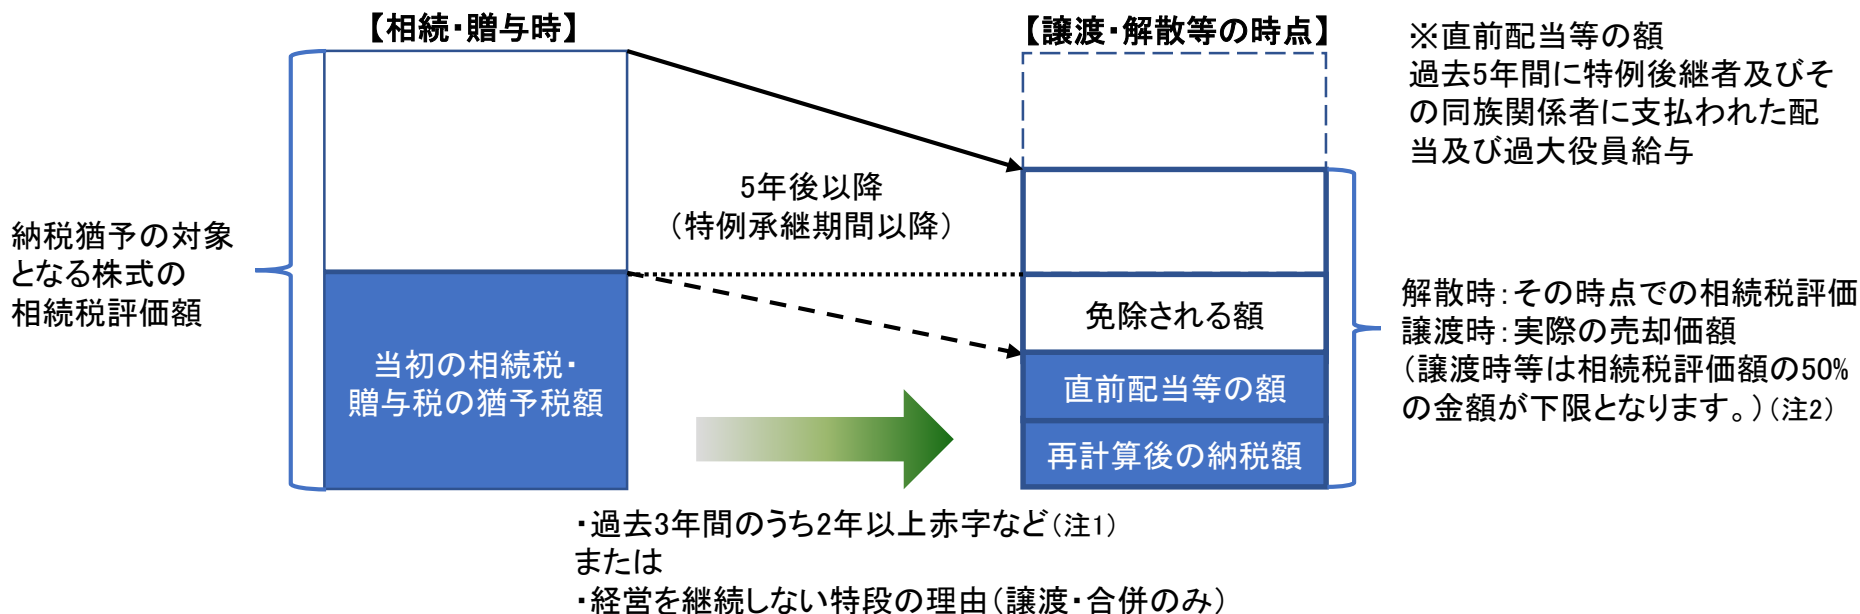 【相続・贈与時】
【譲渡・解散等の時点】
※直前配当等の額
過去5年間に特例後継者及びそ
の同族関係者に支払われた配
当及び過大役員給与
5年後以降
（特例承継期間以降）
納税猶予の対象
となる株式の
相続税評価額
当初の相続税・
贈与税の猶予税額
免除される額
直前配当等の額
再計算後の納税額
解散時：その時点での相続税評価
譲渡時：実際の売却価額
（譲渡時等は相続税評価額の50%
の金額が下限となります。）（注2）
・過去3年間のうち2年以上赤字など（注1）
または
・経営を継続しない特段の理由（譲渡・合併のみ）